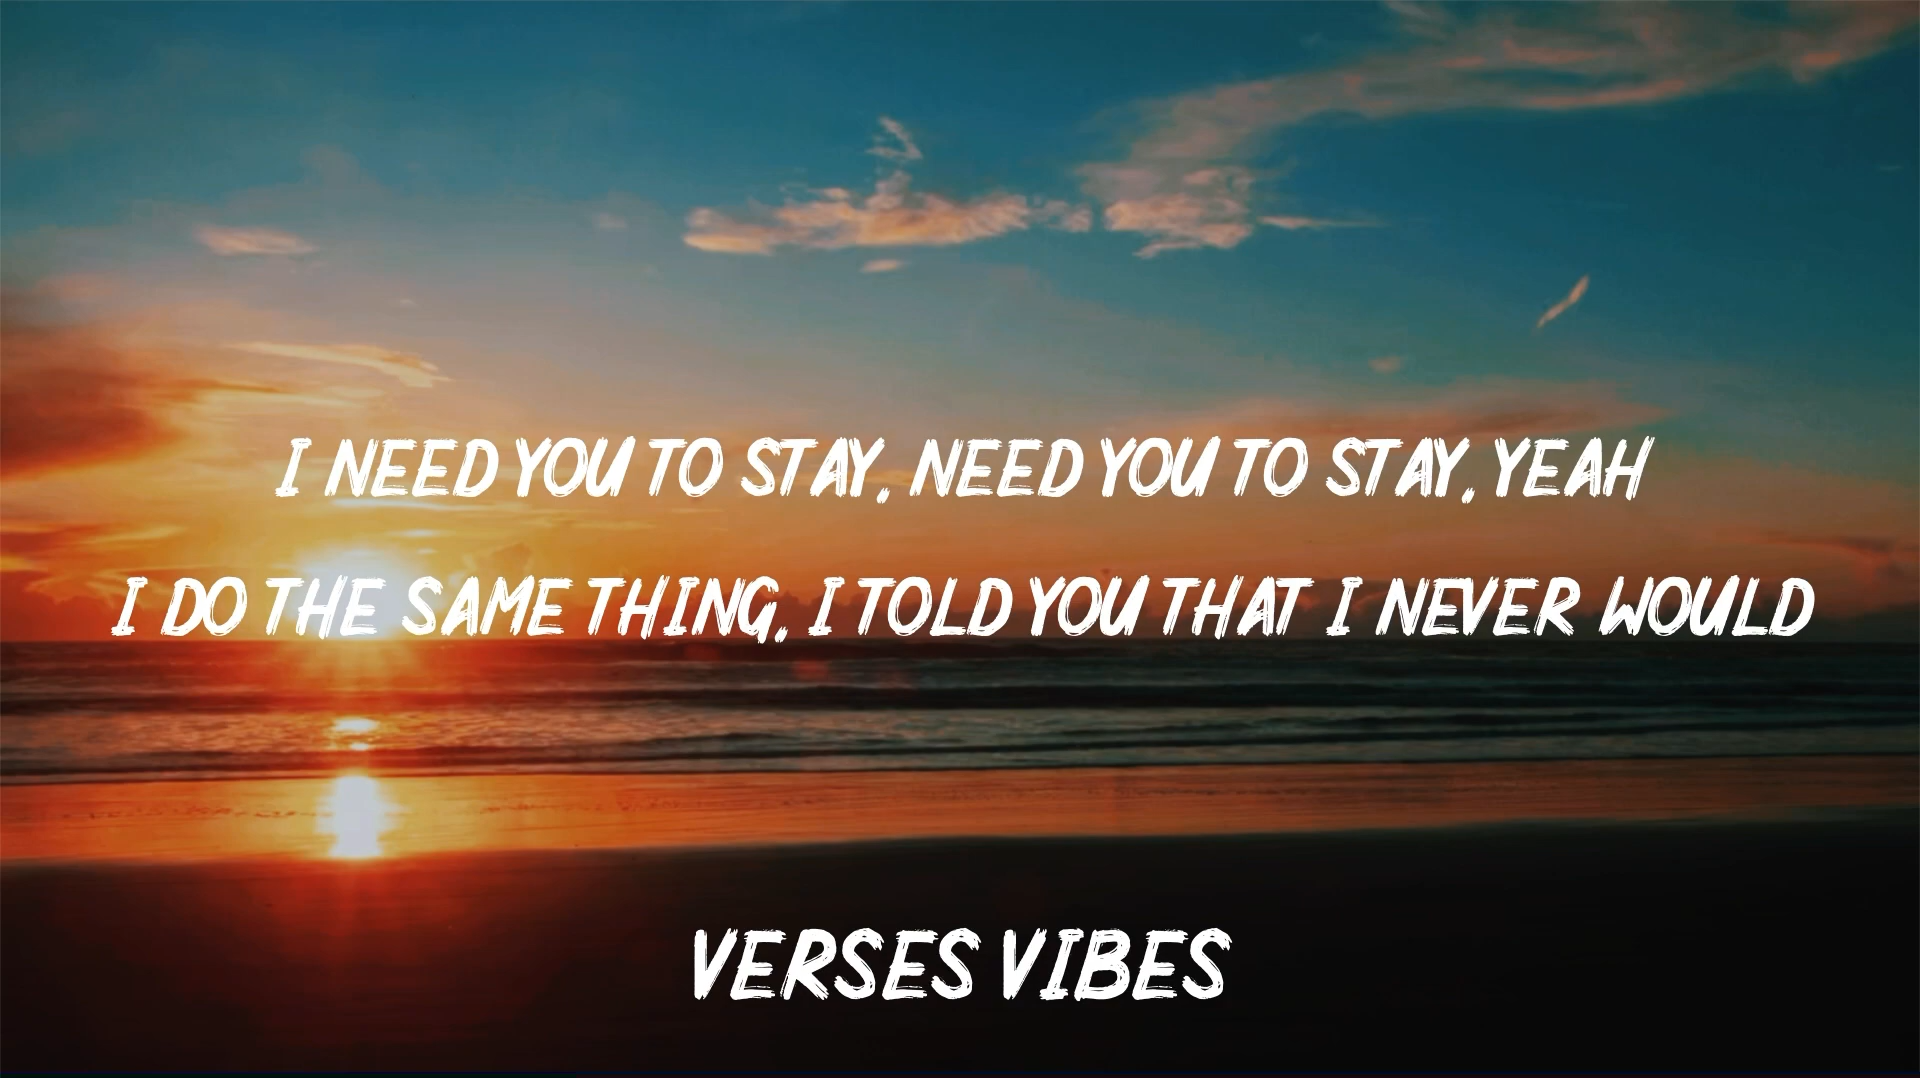 I NEED YOU TO STAY, NEED YOU TO STAY, YEAH
I DO THE SAME THING, I TOLD YOU THAT I NEVER WOULD
VERSES VIBES